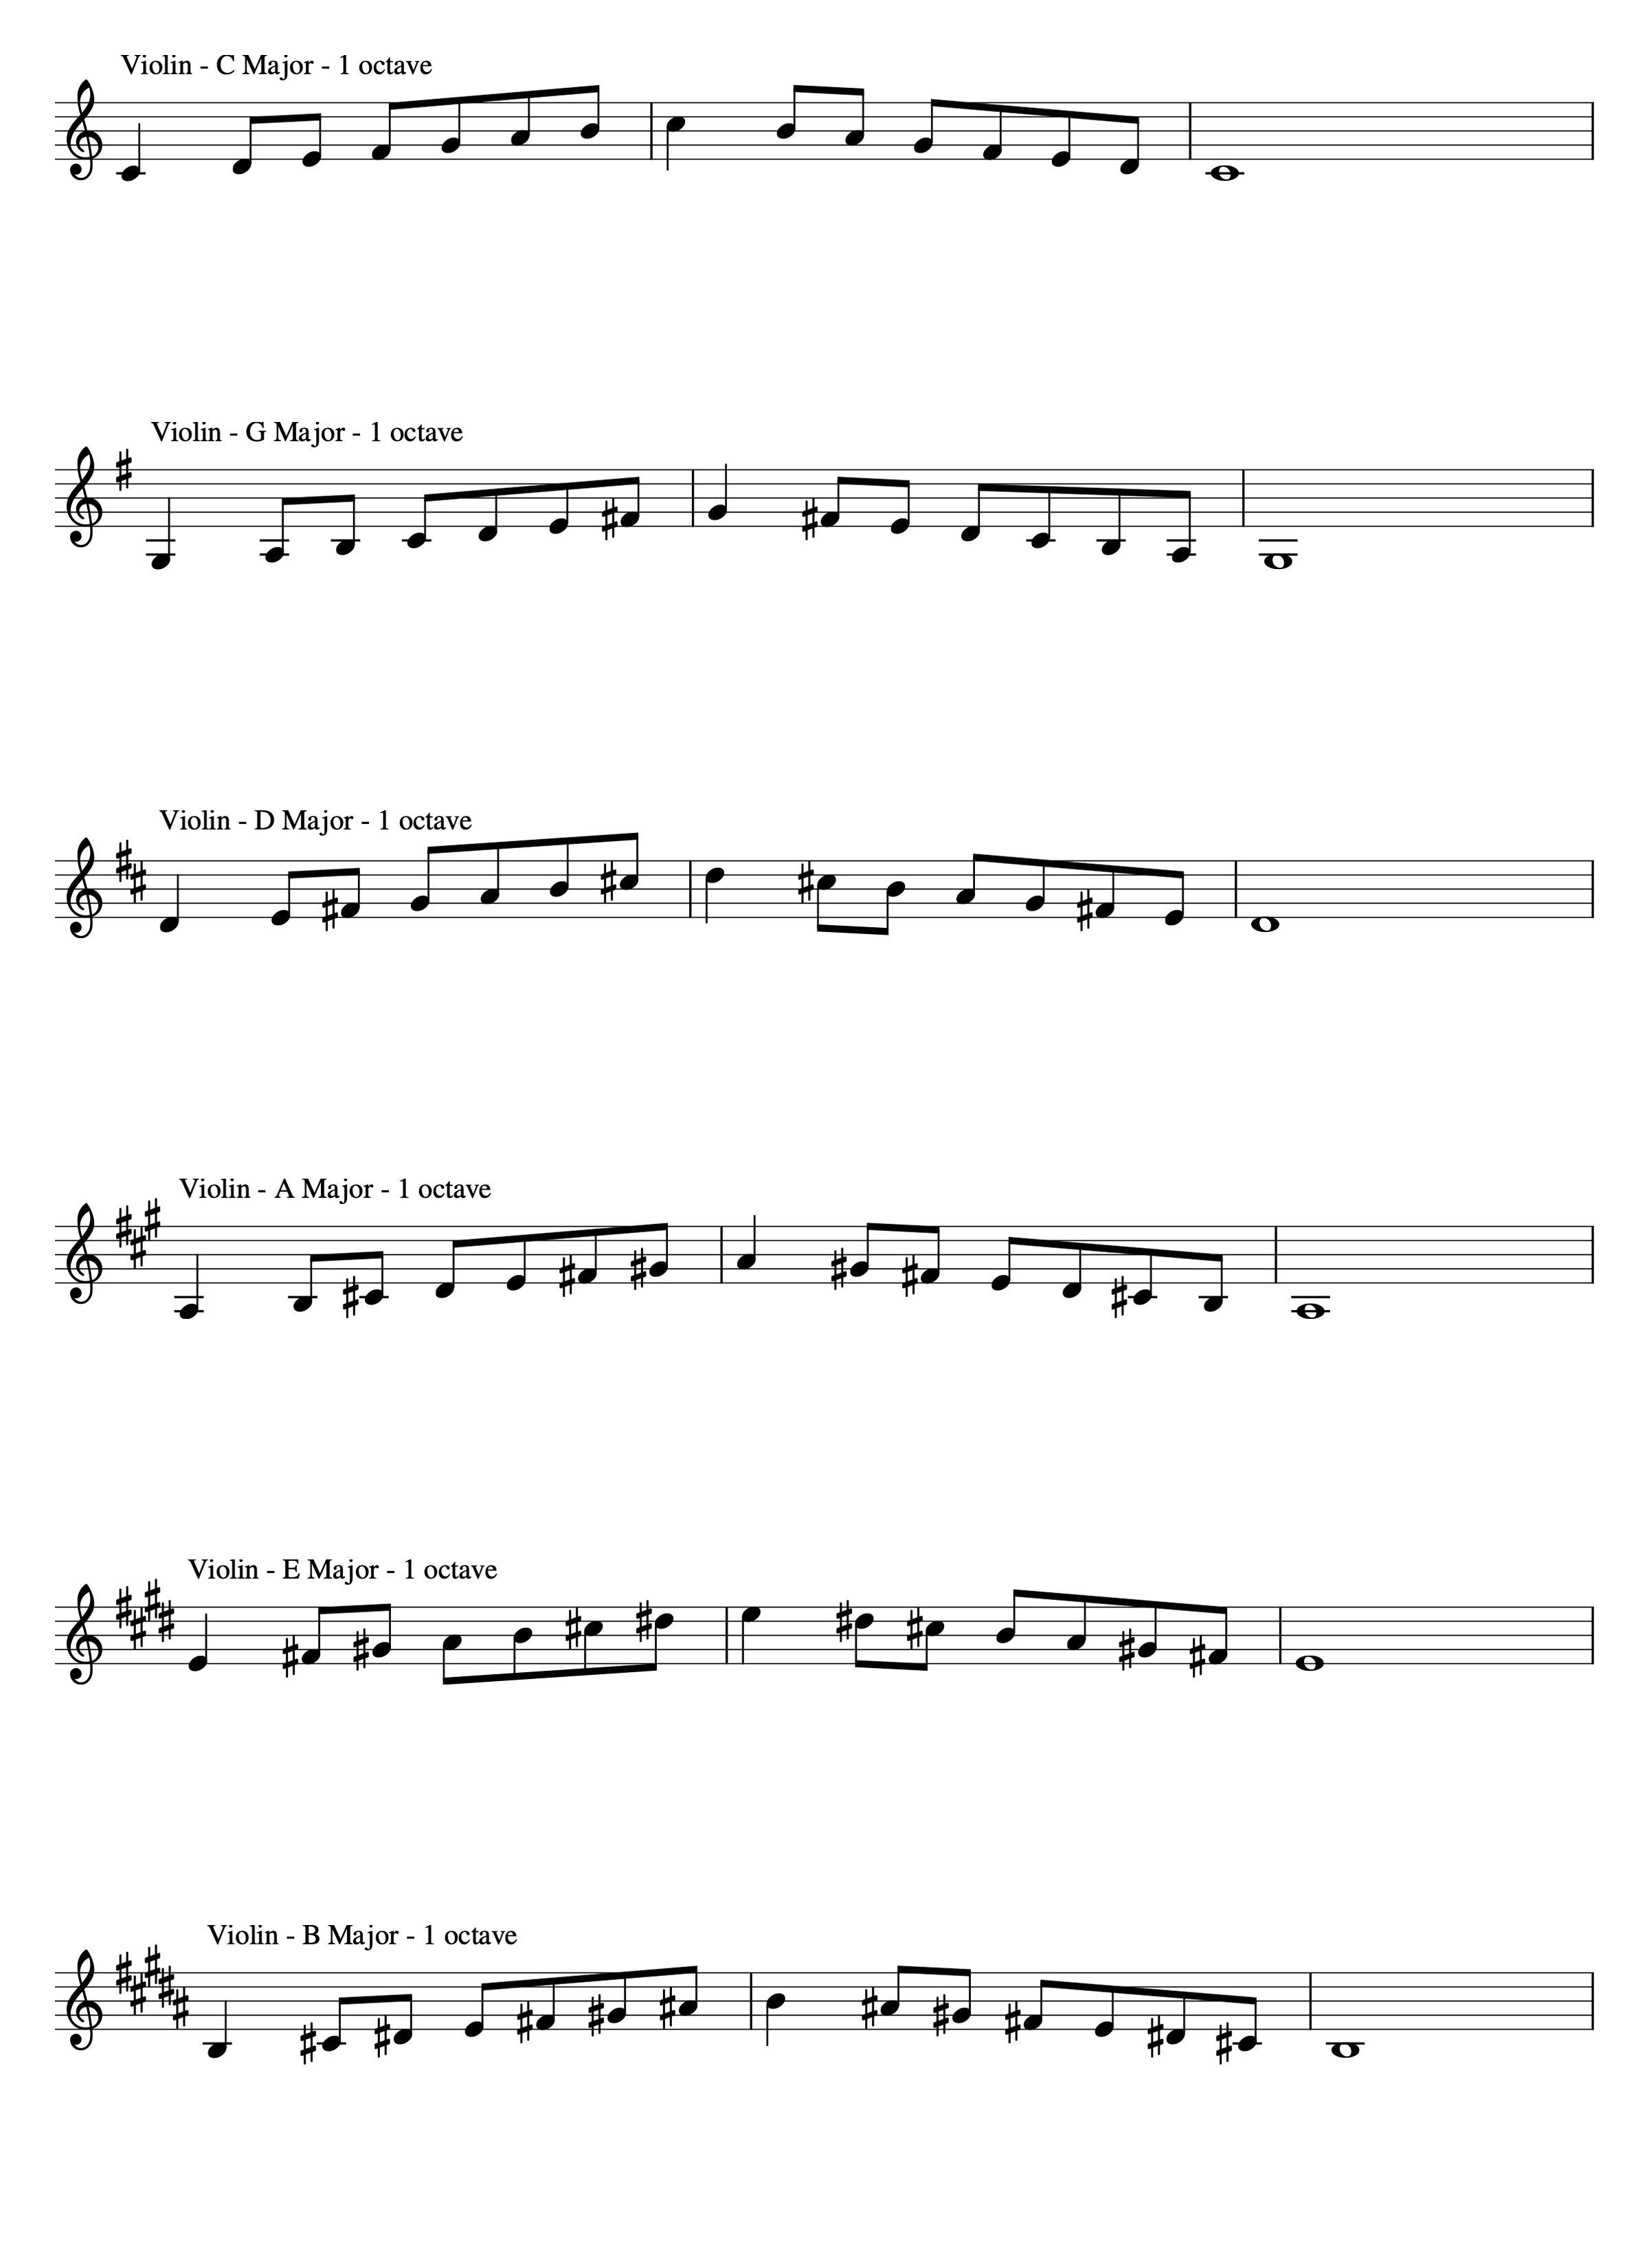 Violin - C Major - 1 octave
Violin - G Major - 1 octave
Violin - D Major - 1 octave
Violin - A Major - 1 octave
Violin - E Major - 1 octave
Violin - B Major - 1 octave